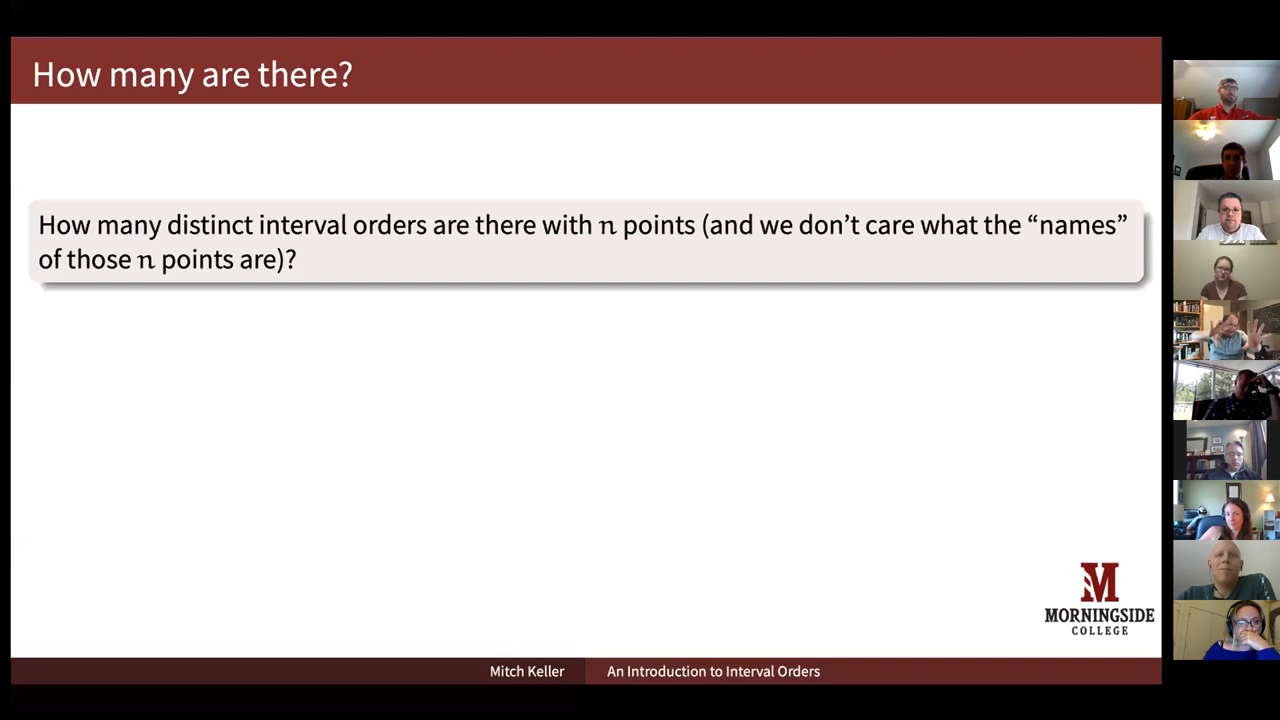 How many are there?
How many distinct interval orders are there with n points (and we don’t care what the “names”
of those n points are)?
M
MORNINGSIDE
COLLEGE
Mitch Keller
An Introduction to Interval Orders